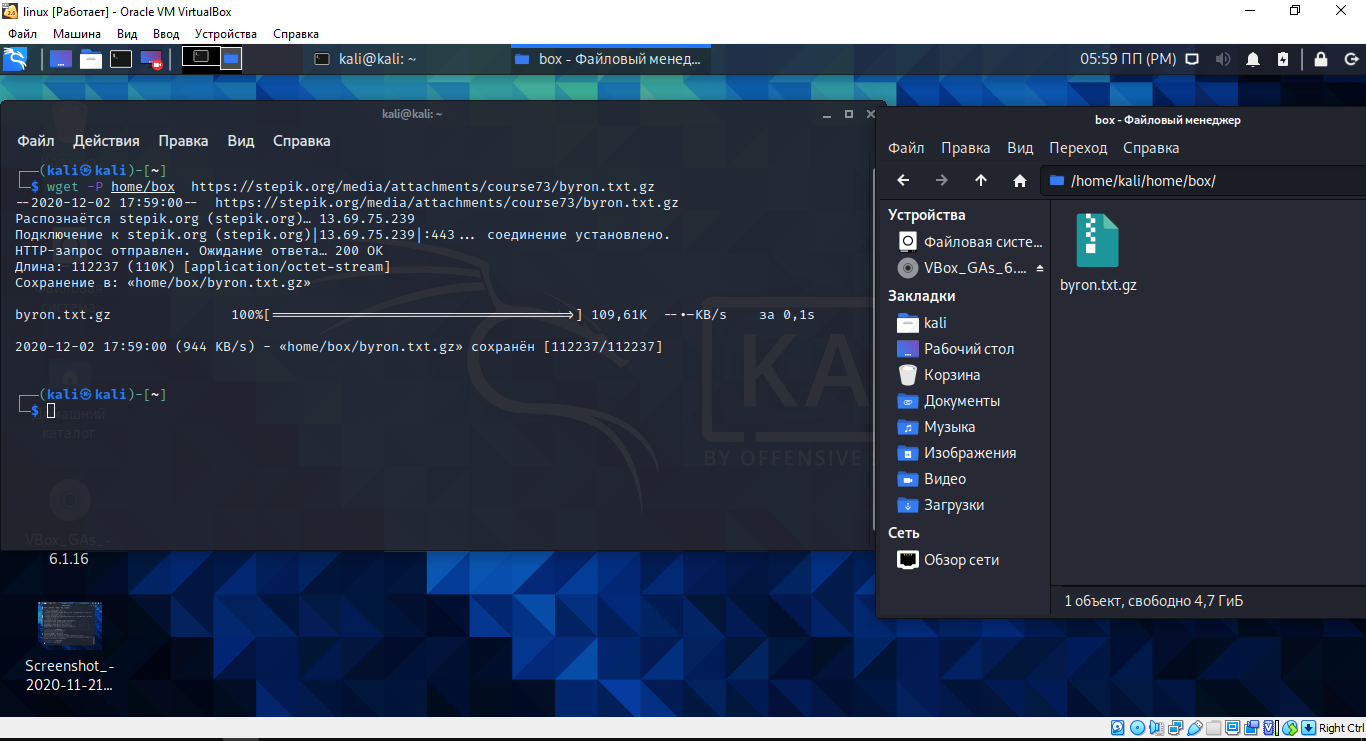 linux [Работает] - Oracle VM VirtualBox
Файл Машина Вид Ввод Устройства Справка
kali@kali: ~
box - Файловый менед...
05:59 ПП (PM)
kali@kali: ~
Файл Действия Правка Вид Справка
┌──(kali㉿kali)-[~]
└─$ wget -P home/box  https://stepik.org/media/attachments/course73/byron.txt.gz
--2020-12-02 17:59:00--  https://stepik.org/media/attachments/course73/byron.txt.gz
Распознаётся stepik.org (stepik.org)… 13.69.75.239
Подключение к stepik.org (stepik.org)|13.69.75.239|:443... соединение установлено.
HTTP-запрос отправлен. Ожидание ответа… 200 OK
Длина: 112237 (110K) [application/octet-stream]
Сохранение в: «home/box/byron.txt.gz»
byron.txt.gz 100%[======================================>] 109,61K --.-KB/s за 0,1s
2020-12-02 17:59:00 (944 KB/s) - «home/box/byron.txt.gz» сохранён [112237/112237]
┌──(kali㉿kali)-[~]
└─$
система
Домашний
каталог
KA
BY OFFENSIVE
VBox_GAs_-
6.1.16
Screenshot_-
2020-11-21...
box - Файловый менеджер
Файл Правка Вид Переход Справка
/home/kali/home/box/
Устройства
Файловая систе...
VBox_GAs_6....
Закладки
kali
Рабочий стол
Корзина
Документы
Музыка
Изображения
Видео
Загрузки
Сеть
Обзор сети
byron.txt.gz
1 объект, свободно 4,7 ГиБ
Right Ctrl